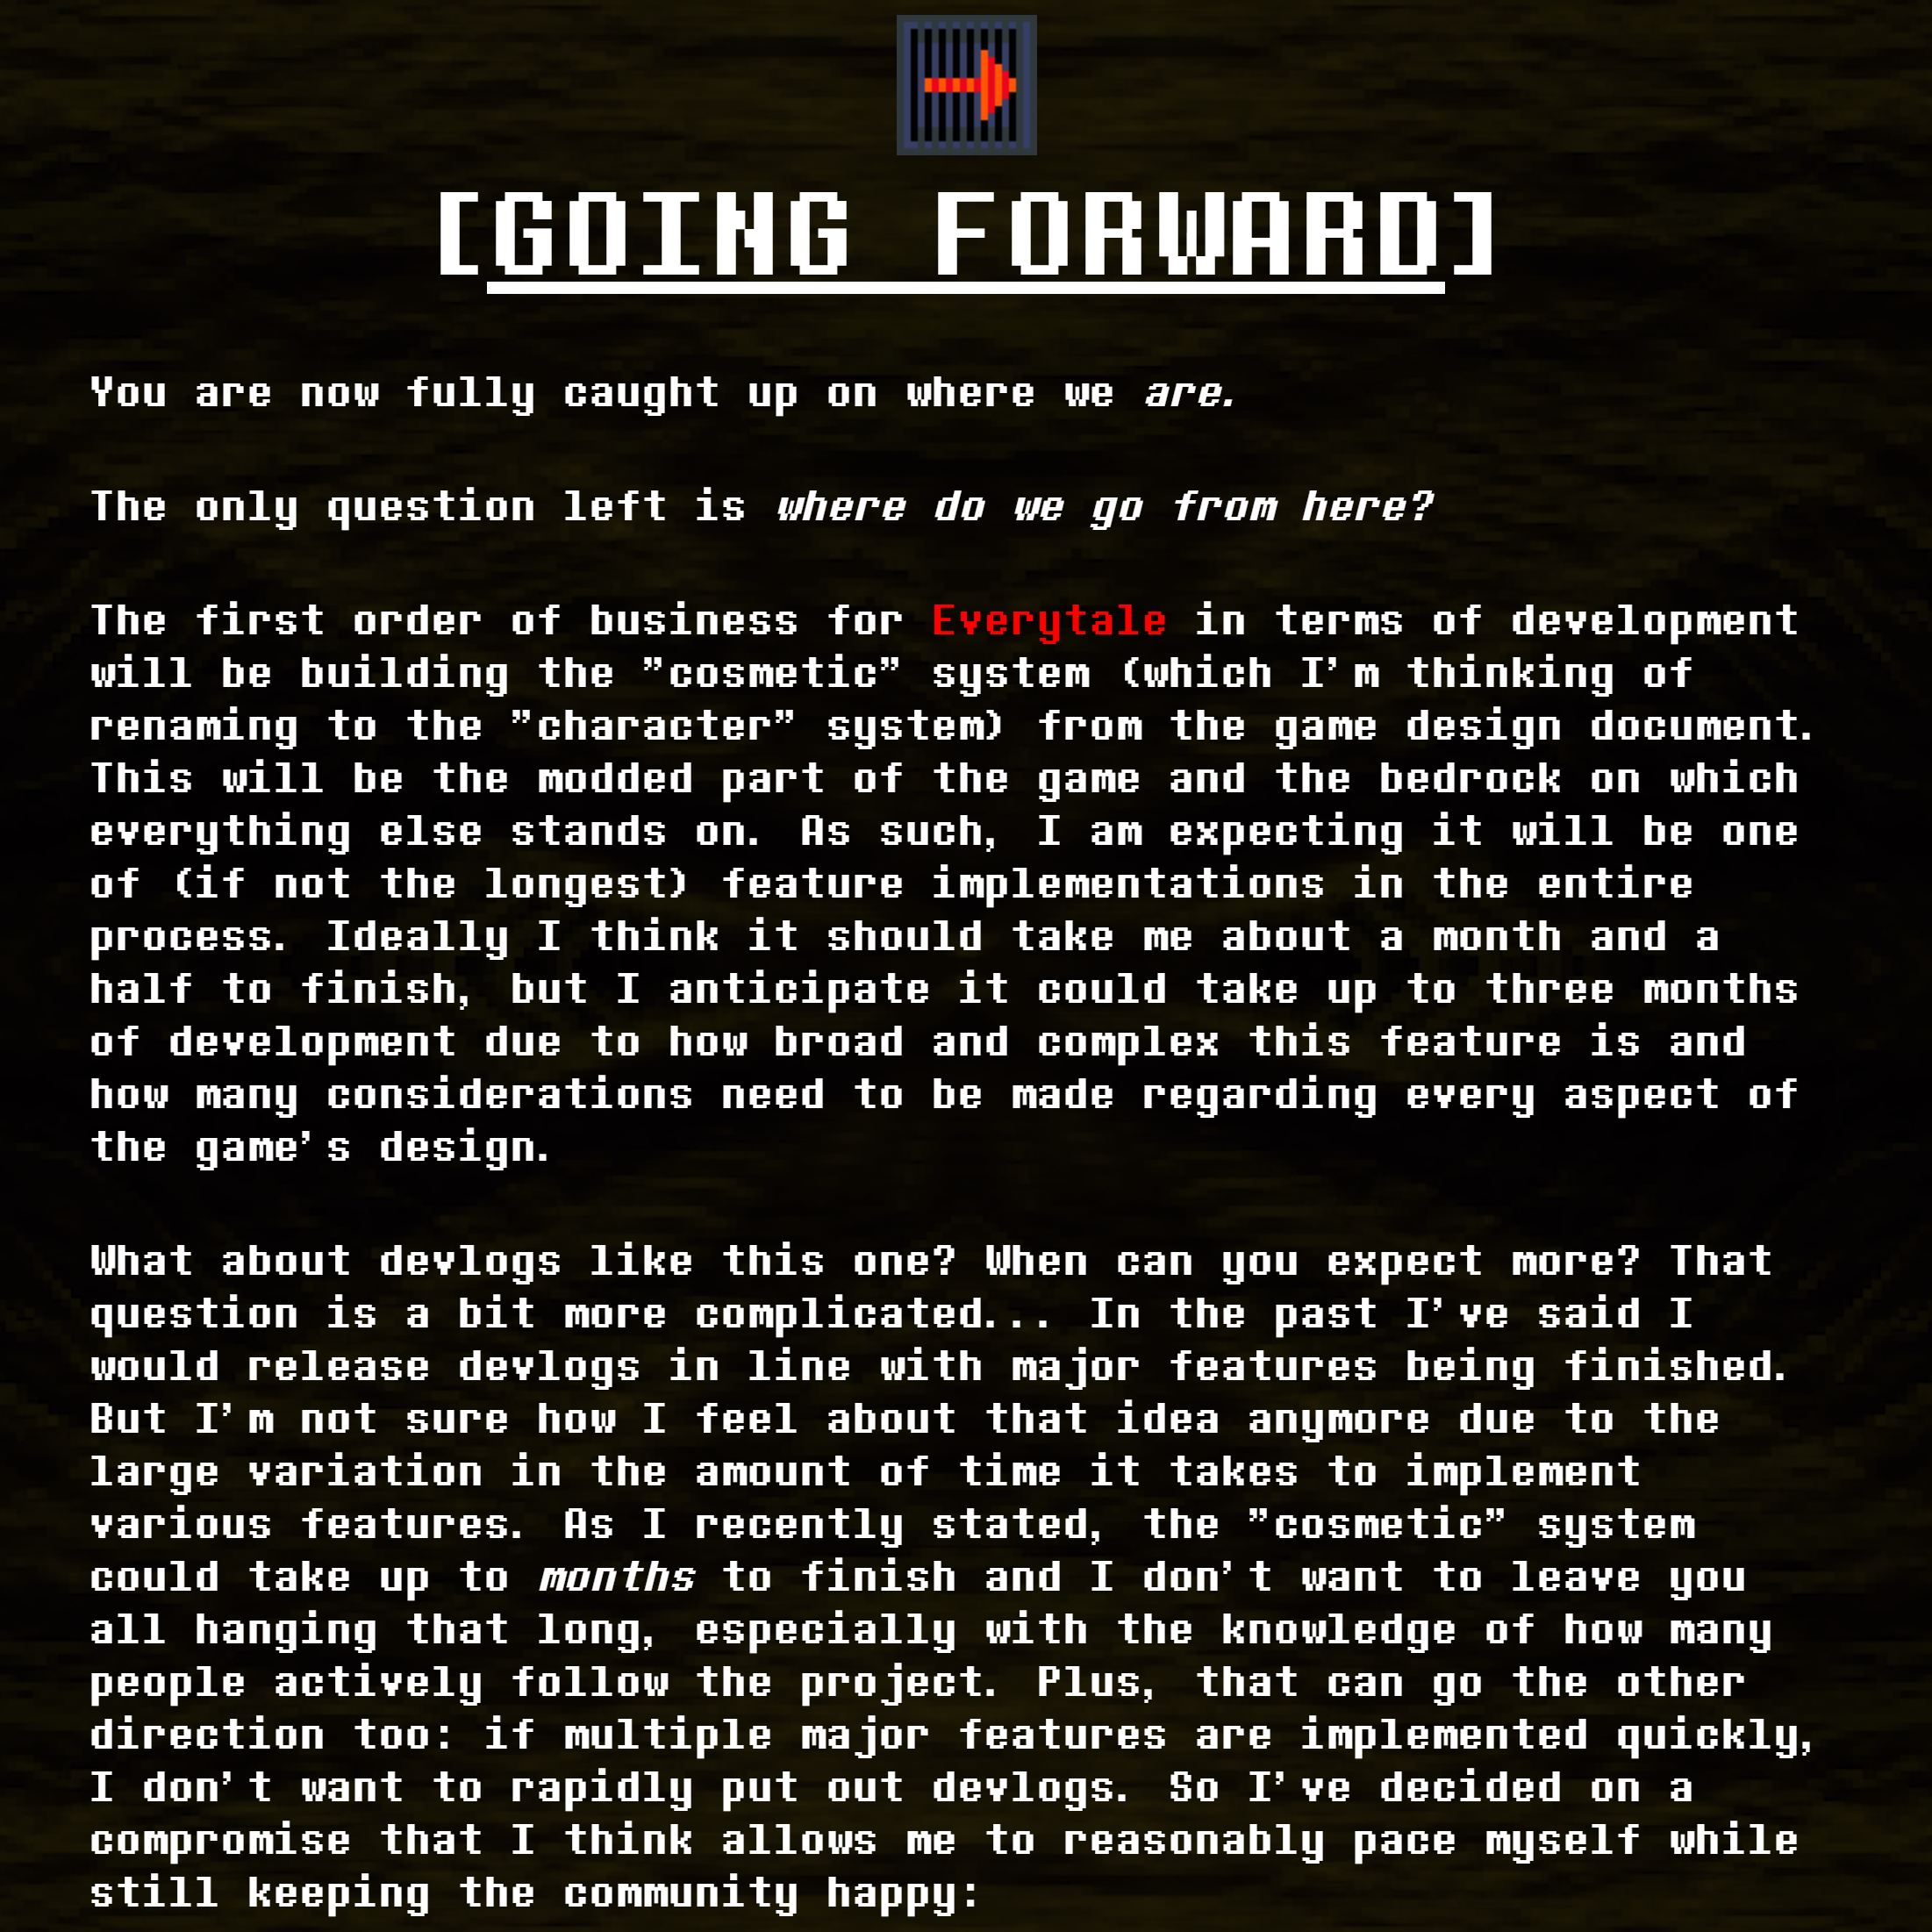 [GOING FORWARD]
You are now fully caught up on where we are.
The only question left is where do we go from here?
The first order of business for Everytale in terms of development
will be building the "cosmetic" system (which I'm thinking of
renaming to the "character" system) from the game design document.
This will be the modded part of the game and the bedrock on which
everything else stands on. As such, I am expecting it will be one
of (if not the longest) feature implementations in the entire
process. Ideally I think it should take me about a month and a
half to finish, but I anticipate it could take up to three months
of development due to how broad and complex this feature is and
how many considerations need to be made regarding every aspect of
the game's design.
What about devlogs like this one? When can you expect more? That
question is a bit more complicated... In the past I've said I
would release devlogs in line with major features being finished.
But I'm not sure how I feel about that idea anymore due to the
large variation in the amount of time it takes to implement
various features. As I recently stated, the "cosmetic" system
could take up to months to finish and I don't want to leave you
all hanging that long, especially with the knowledge of how many
people actively follow the project. Plus, that can go the other
direction too: if multiple major features are implemented quickly,
I don't want to rapidly put out devlogs. So I've decided on a
compromise that I think allows me to reasonably pace myself while
still keeping the community happy: